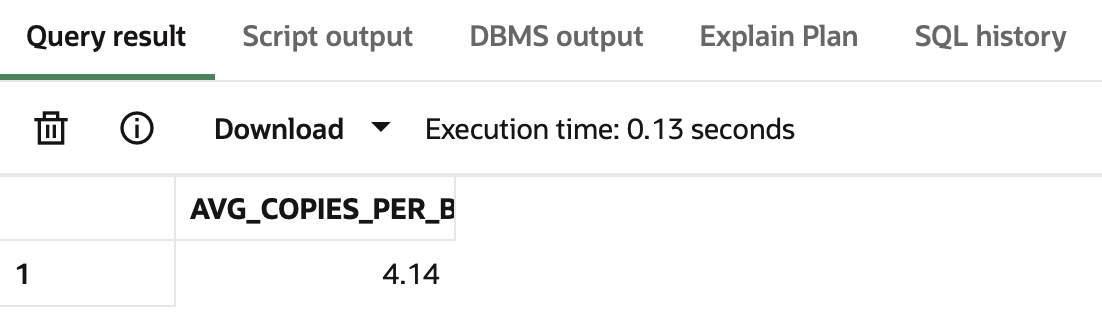 Query result Script output DBMS output Explain Plan SQL history
Download Execution time: 0.13 seconds
AVG_COPIES_PER_B
1 4.14